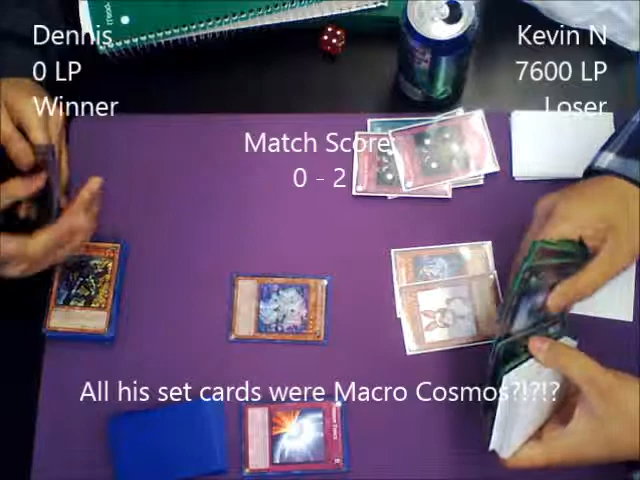 Dennis
0 LP
Winner
Kevin N
7600 LP
Loser
Match Score:
0 - 2
All his set cards were Macro Cosmos?!?!?